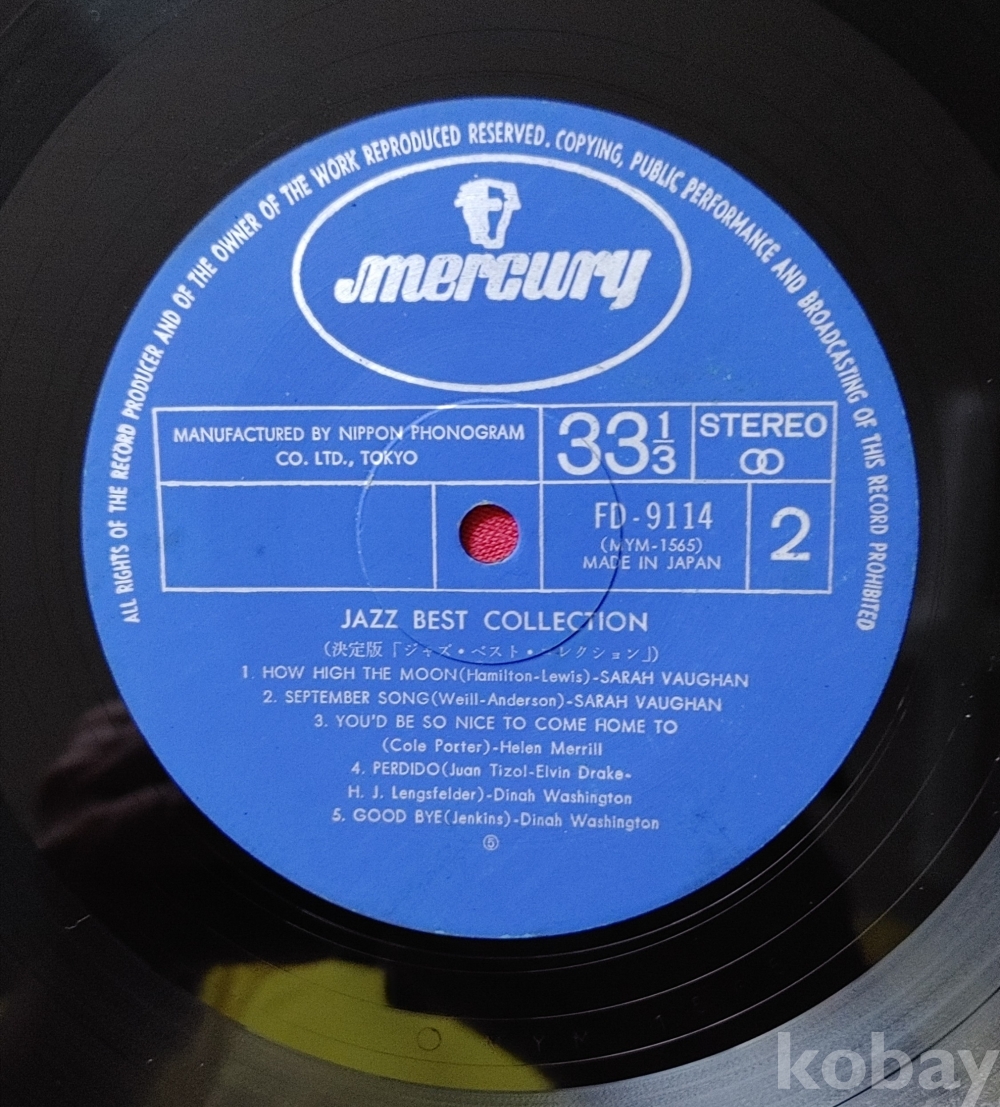 ALL RIGHTS OF THE RECORD PRODUCER AND OF THE OWNER OF THE WORK REPRODUCED RESERVED. COPYING, PUBLIC PERFORMANCE AND BROADCASTING OF THIS RECORD PROHIBITED
mercury
MANUFACTURED BY NIPPON PHONOGRAM
CO. LTD., TOKYO
33 1/3
STEREO
FD-9114
(MYM-1565)
MADE IN JAPAN
2
JAZZ BEST COLLECTION
(決定版「ジャズ・ベスト・コレクション」)
1. HOW HIGH THE MOON(Hamilton-Lewis)-SARAH VAUGHAN
2. SEPTEMBER SONG(Weill-Anderson)-SARAH VAUGHAN
3. YOU'D BE SO NICE TO COME HOME TO
(Cole Porter)-Helen Merrill
4. PERDIDO(Juan Tizol-Elvin Drake-
H. J. Lengsfelder)-Dinah Washington
5. GOOD BYE(Jenkins)-Dinah Washington
⑤
kobay